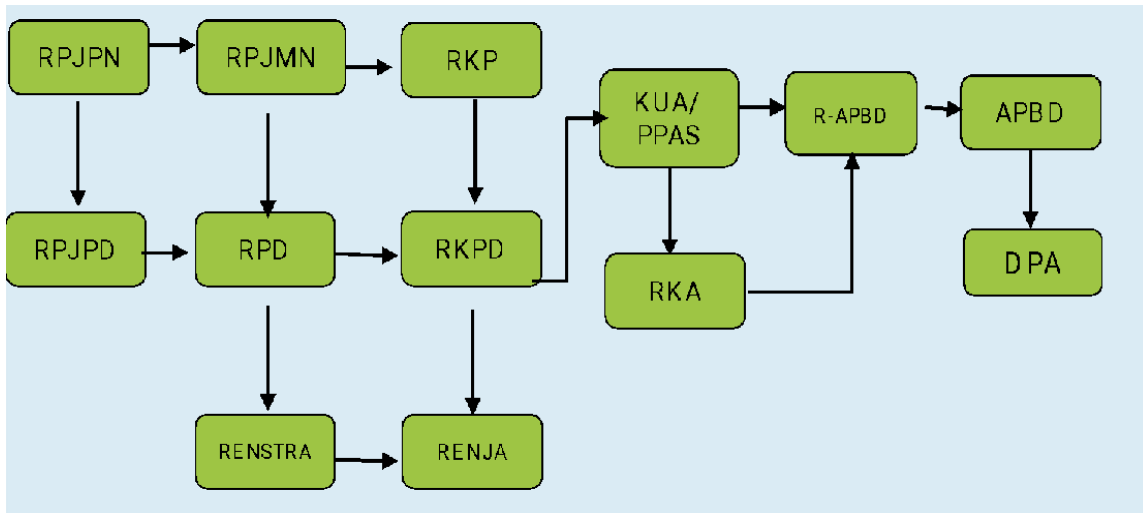 RPJPN
RPJMN
RKP
KUA/
PPAS
R-APBD
APBD
RPJPD
RPD
RKPD
RKA
DPA
RENSTRA
RENJA